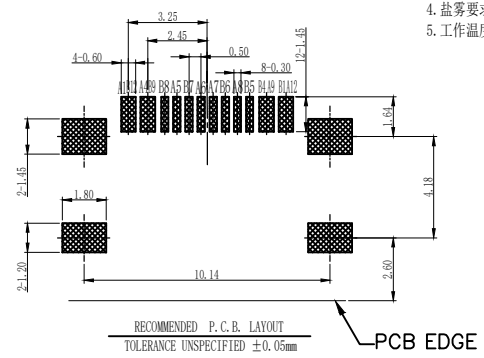 4. 盐雾要求
5. 工作温度
3.25
2.45
0.50
4-0.60
8-0.30
12-1.45
A1B12 A4B9 B8 A5 B7 A6 A7 B6 A8 B5 B4A9 B1A12
1.64
2-1.45
1.80
4.18
2-1.20
10.14
2.60
RECOMMENDED P.C.B. LAYOUT
TOLERANCE UNSPECIFIED ±0.05mm
PCB EDGE